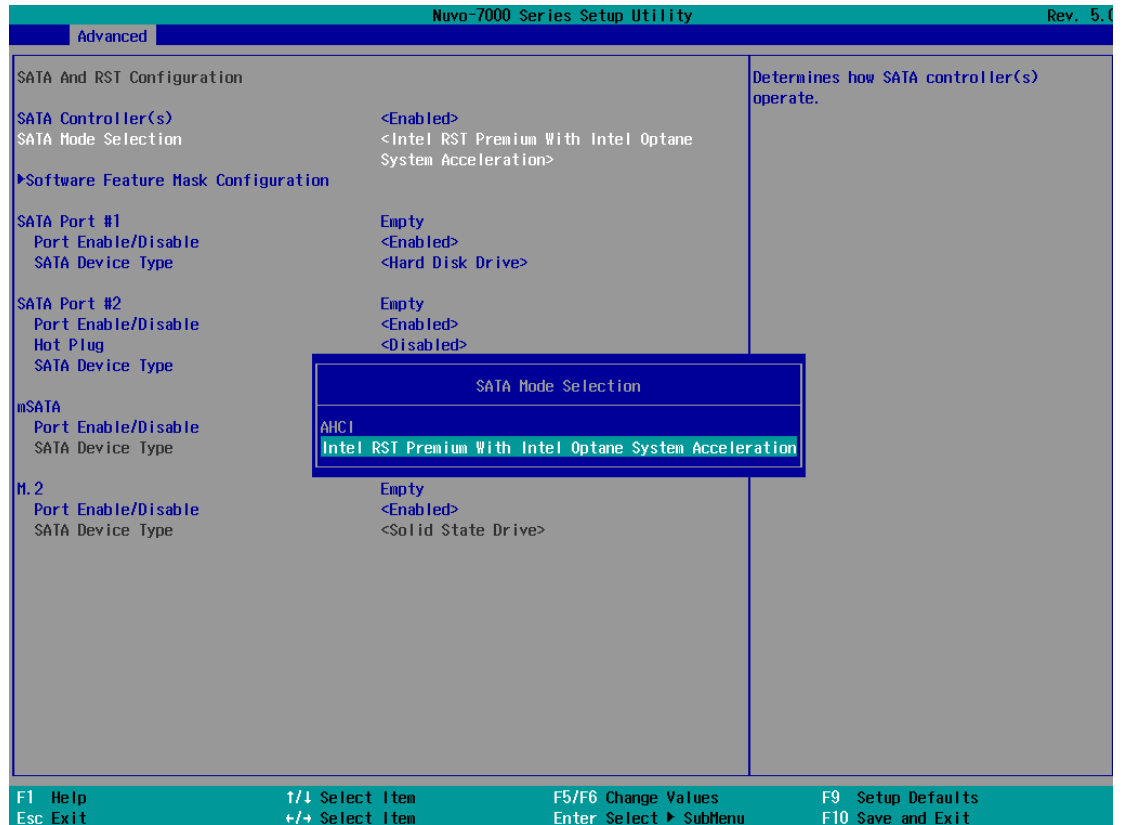 Nuvo-7000 Series Setup Utility Rev. 5.0
Advanced
SATA And RST Configuration
SATA Controller(s) <Enabled>
SATA Mode Selection <Intel RST Premium With Intel Optane
System Acceleration>
▶Software Feature Mask Configuration
SATA Port #1 Empty
Port Enable/Disable <Enabled>
SATA Device Type <Hard Disk Drive>
SATA Port #2 Empty
Port Enable/Disable <Enabled>
Hot Plug <Disabled>
SATA Device Type
mSATA
Port Enable/Disable
SATA Device Type
M.2 Empty
Port Enable/Disable <Enabled>
SATA Device Type <Solid State Drive>
SATA Mode Selection
AHCI
Intel RST Premium With Intel Optane System Acceleration
Determines how SATA controller(s)
operate.
F1 Help ↑/↓ Select Item F5/F6 Change Values F9 Setup Defaults
Esc Exit ←/→ Select Item Enter Select ▶ SubMenu F10 Save and Exit